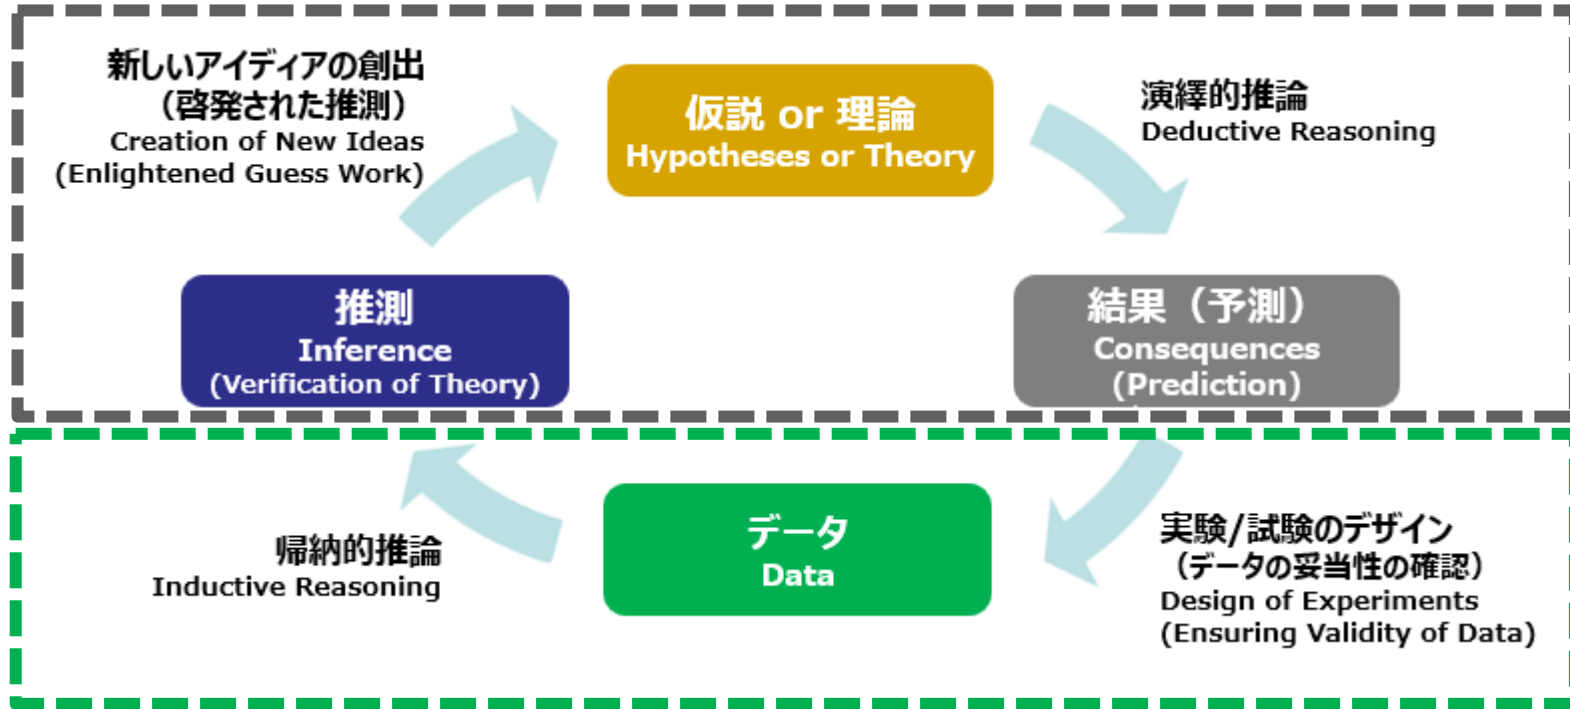 新しいアイディアの創出
（啓発された推測）
Creation of New Ideas
(Enlightened Guess Work)
仮説 or 理論
Hypotheses or Theory
演繹的推論
Deductive Reasoning
推測
Inference
(Verification of Theory)
結果（予測）
Consequences
(Prediction)
帰納的推論
Inductive Reasoning
データ
Data
実験/試験のデザイン
（データの妥当性の確認）
Design of Experiments
(Ensuring Validity of Data)